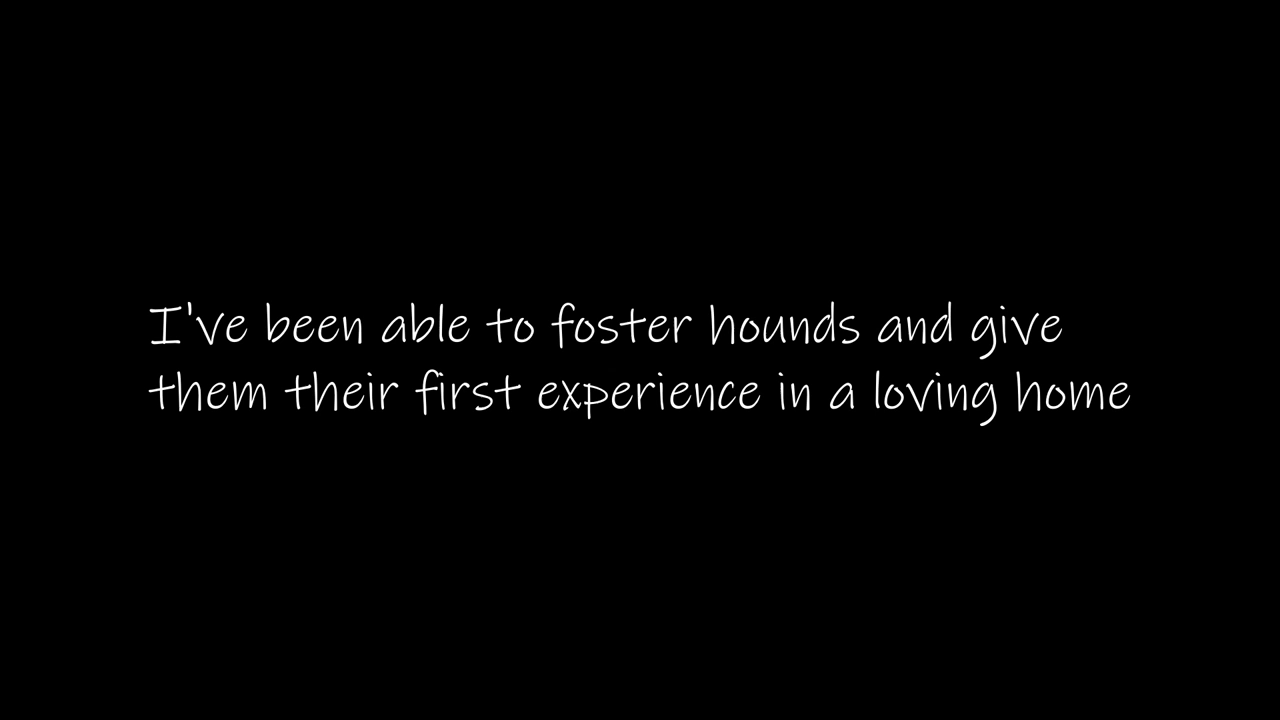 I've been able to foster hounds and give
them their first experience in a loving home